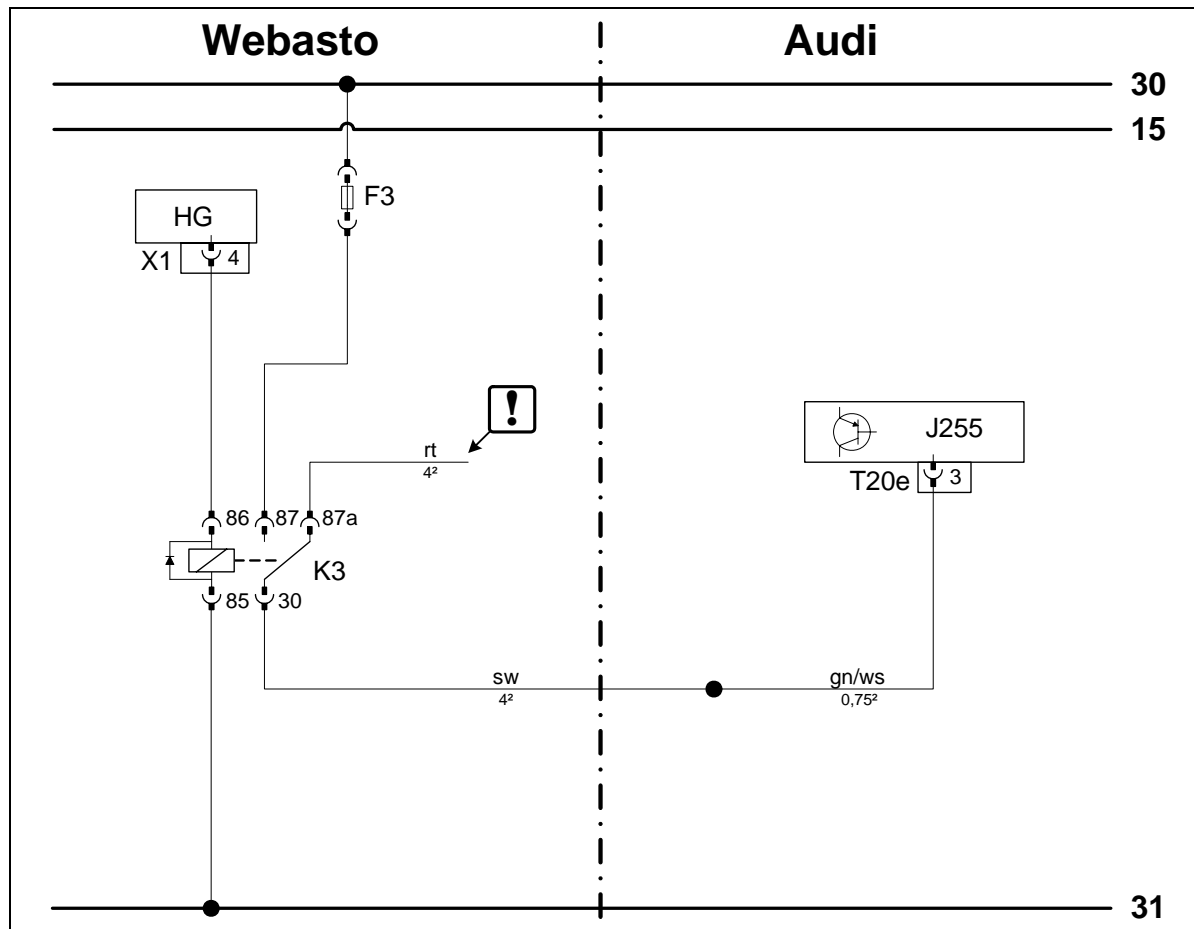 Webasto
Audi
30
15
F3
HG
X1
4
!
rt
4²
J255
T20e
3
86
87
87a
K3
85
30
sw
4²
gn/ws
0,75²
31